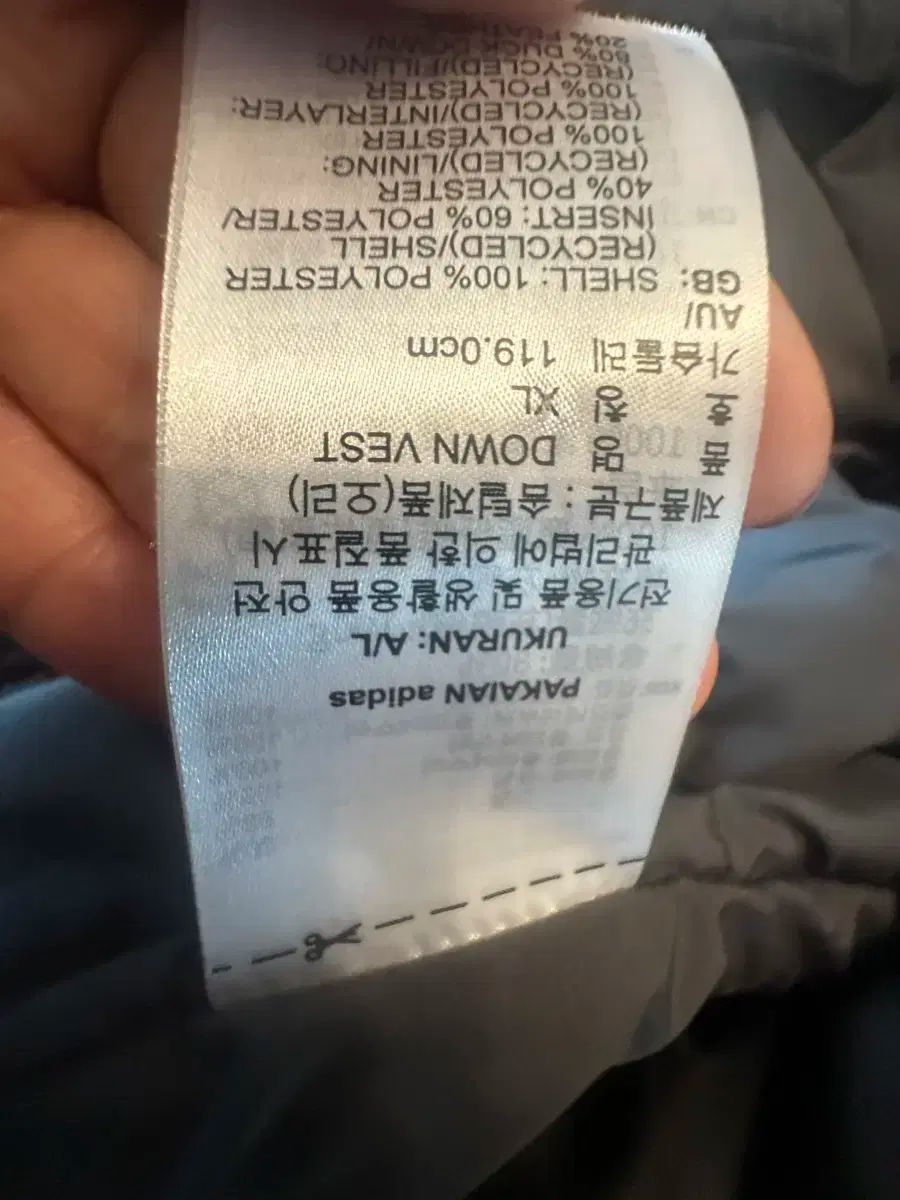 PAKAIAN adidas
UKURAN: A/L
전기용품 및 생활용품 안전
관리법에 의한 품질표시
제품구분 : 솜털제품(오리)
품 명 DOWN VEST
호 칭 XL
가슴둘레 119.0cm
AU/
GB: SHELL: 100% POLYESTER
(RECYCLED)/SHELL
INSERT: 60% POLYESTER/
40% POLYESTER
(RECYCLED)/LINING:
100% POLYESTER
(RECYCLED)/INTERLAYER:
100% POLYESTER
(RECYCLED)/FILLING:
80% DUCK DOWN/
20%